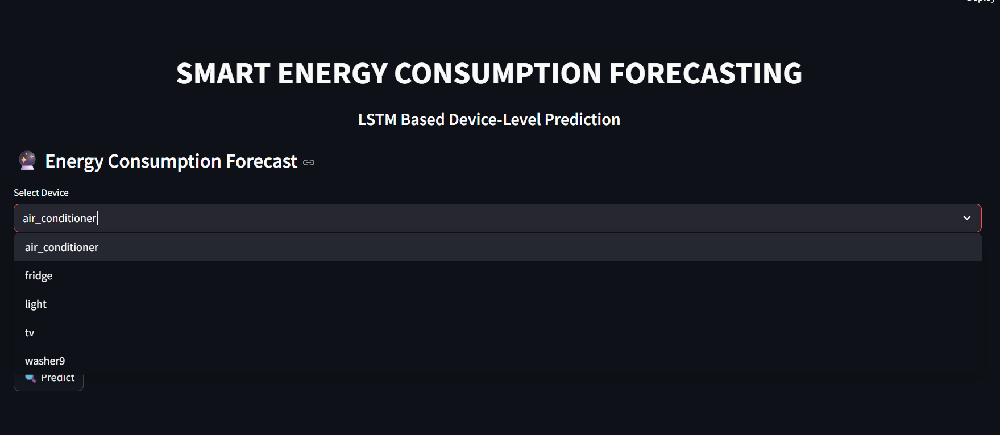 Deploy
SMART ENERGY CONSUMPTION FORECASTING
LSTM Based Device-Level Prediction
Energy Consumption Forecast
Select Device
air_conditioner
air_conditioner
fridge
light
tv
washer9
Predict